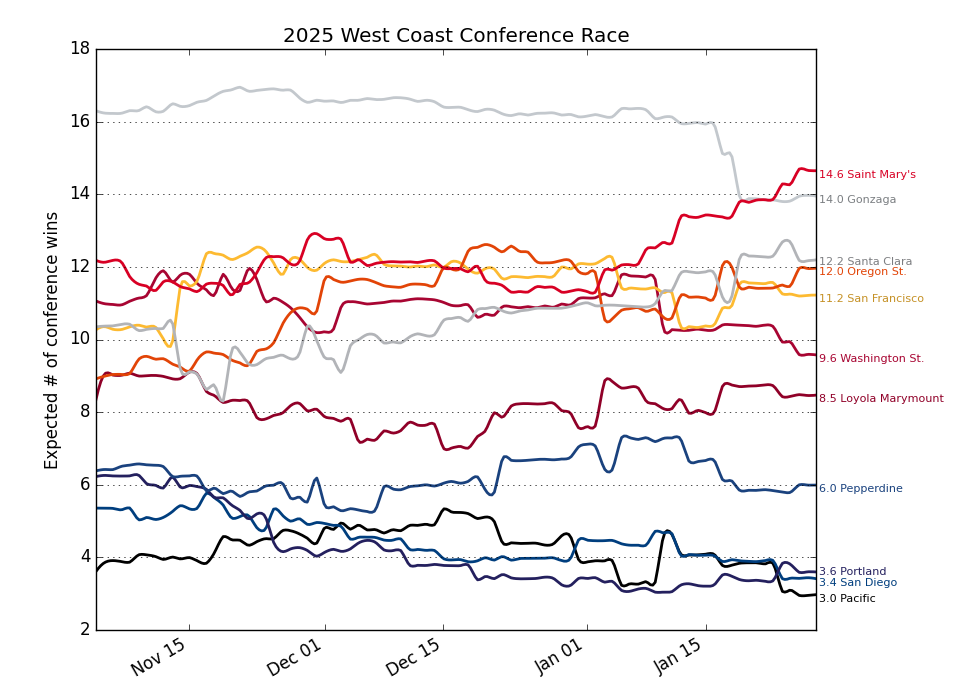 2025 West Coast Conference Race
Expected # of conference wins
18
16
14
12
10
8
6
4
2
Nov 15
Dec 01
Dec 15
Jan 01
Jan 15
14.6 Saint Mary's
14.0 Gonzaga
12.2 Santa Clara
12.0 Oregon St.
11.2 San Francisco
9.6 Washington St.
8.5 Loyola Marymount
6.0 Pepperdine
3.6 Portland
3.4 San Diego
3.0 Pacific